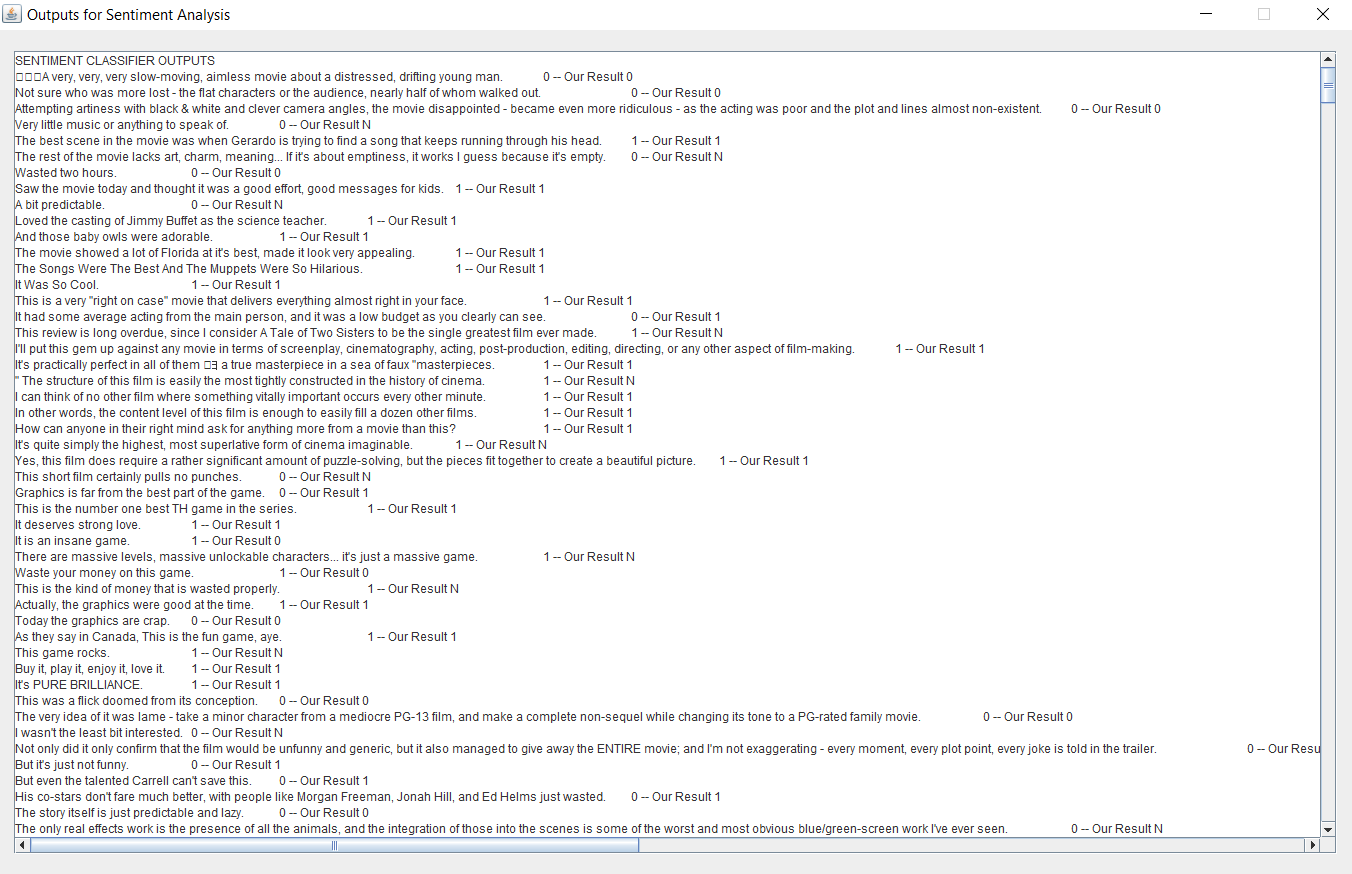 Outputs for Sentiment Analysis
SENTIMENT CLASSIFIER OUTPUTS
A very, very, very slow-moving, aimless movie about a distressed, drifting young man. 0 -- Our Result 0
Not sure who was more lost - the flat characters or the audience, nearly half of whom walked out. 0 -- Our Result 0
Attempting artiness with black & white and clever camera angles, the movie disappointed - became even more ridiculous - as the acting was poor and the plot and lines almost non-existent. 0 -- Our Result 0
Very little music or anything to speak of. 0 -- Our Result N
The best scene in the movie was when Gerardo is trying to find a song that keeps running through his head. 1 -- Our Result 1
The rest of the movie lacks art, charm, meaning... If it's about emptiness, it works I guess because it's empty. 0 -- Our Result N
Wasted two hours. 0 -- Our Result 0
Saw the movie today and thought it was a good effort, good messages for kids. 1 -- Our Result 1
A bit predictable. 0 -- Our Result N
Loved the casting of Jimmy Buffet as the science teacher. 1 -- Our Result 1
And those baby owls were adorable. 1 -- Our Result 1
The movie showed a lot of Florida at it's best, made it look very appealing. 1 -- Our Result 1
The Songs Were The Best And The Muppets Were So Hilarious. 1 -- Our Result 1
It Was So Cool. 1 -- Our Result 1
This is a very "right on case" movie that delivers everything almost right in your face. 1 -- Our Result 1
It had some average acting from the main person, and it was a low budget as you clearly can see. 0 -- Our Result 1
This review is long overdue, since I consider A Tale of Two Sisters to be the single greatest film ever made. 1 -- Our Result N
I'll put this gem up against any movie in terms of screenplay, cinematography, acting, post-production, editing, directing, or any other aspect of film-making. 1 -- Our Result 1
It's practically perfect in all of them a true masterpiece in a sea of faux "masterpieces. 1 -- Our Result 1
" The structure of this film is easily the most tightly constructed in the history of cinema. 1 -- Our Result N
I can think of no other film where something vitally important occurs every other minute. 1 -- Our Result 1
In other words, the content level of this film is enough to easily fill a dozen other films. 1 -- Our Result 1
How can anyone in their right mind ask for anything more from a movie than this? 1 -- Our Result 1
It's quite simply the highest, most superlative form of cinema imaginable. 1 -- Our Result N
Yes, this film does require a rather significant amount of puzzle-solving, but the pieces fit together to create a beautiful picture. 1 -- Our Result 1
This short film certainly pulls no punches. 0 -- Our Result N
Graphics is far from the best part of the game. 0 -- Our Result 1
This is the number one best TH game in the series. 1 -- Our Result 1
It deserves strong love. 1 -- Our Result 1
It is an insane game. 1 -- Our Result 0
There are massive levels, massive unlockable characters... it's just a massive game. 1 -- Our Result N
Waste your money on this game. 1 -- Our Result 0
This is the kind of money that is wasted properly. 1 -- Our Result N
Actually, the graphics were good at the time. 1 -- Our Result 1
Today the graphics are crap. 0 -- Our Result 0
As they say in Canada, This is the fun game, aye. 1 -- Our Result 1
This game rocks. 1 -- Our Result N
Buy it, play it, enjoy it, love it. 1 -- Our Result 1
It's PURE BRILLIANCE. 1 -- Our Result 1
This was a flick doomed from its conception. 0 -- Our Result 0
The very idea of it was lame - take a minor character from a mediocre PG-13 film, and make a complete non-sequel while changing its tone to a PG-rated family movie. 0 -- Our Result 0
I wasn't the least bit interested. 0 -- Our Result N
Not only did it only confirm that the film would be unfunny and generic, but it also managed to give away the ENTIRE movie; and I'm not exaggerating - every moment, every plot point, every joke is told in the trailer. 0 -- Our Resu
But it's just not funny. 0 -- Our Result 1
But even the talented Carrell can't save this. 0 -- Our Result 1
His co-stars don't fare much better, with people like Morgan Freeman, Jonah Hill, and Ed Helms just wasted. 0 -- Our Result 1
The story itself is just predictable and lazy. 0 -- Our Result 0
The only real effects work is the presence of all the animals, and the integration of those into the scenes is some of the worst and most obvious blue/green-screen work I've ever seen. 0 -- Our Result N